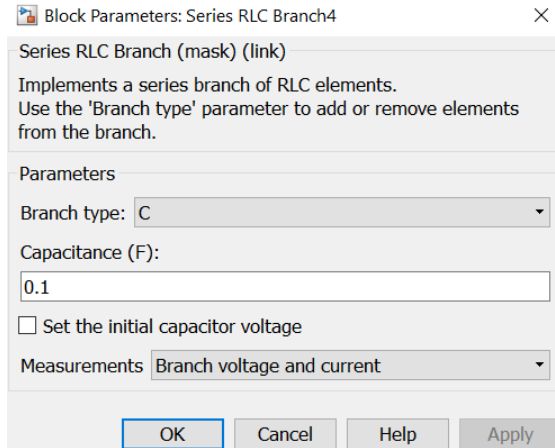 Block Parameters: Series RLC Branch4
Series RLC Branch (mask) (link)
Implements a series branch of RLC elements.
Use the 'Branch type' parameter to add or remove elements
from the branch.
Parameters
Branch type: C
Capacitance (F):
0.1
Set the initial capacitor voltage
Measurements Branch voltage and current
OK Cancel Help Apply